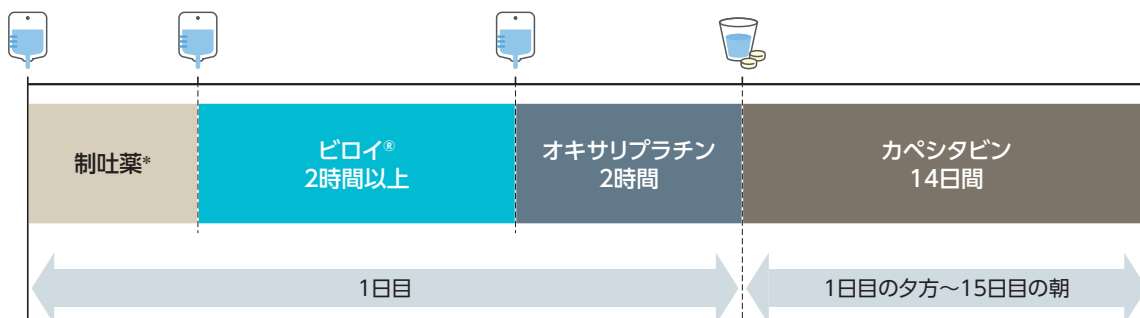 制吐薬*
ビロイ®
2時間以上
オキサリプラチン
2時間
カペシタビン
14日間
1日目
1日目の夕方～15日目の朝